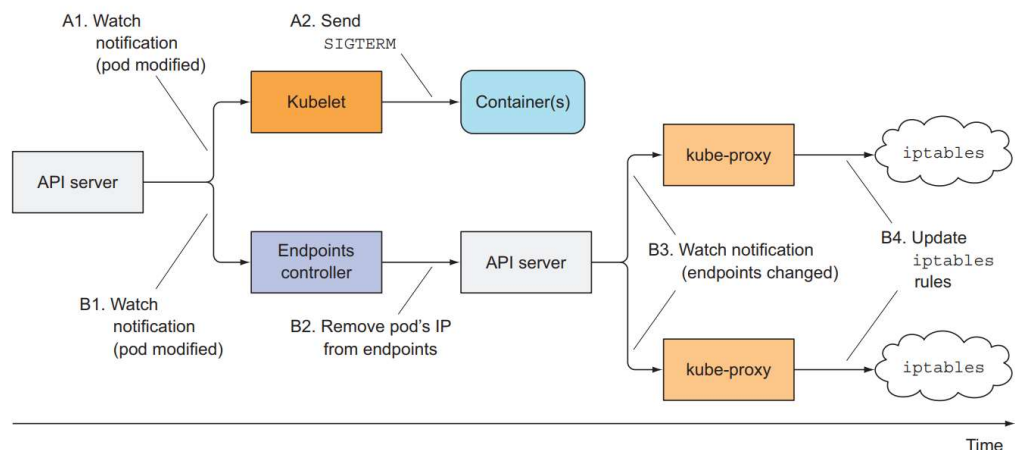 A1. Watch
notification
(pod modified)
A2. Send
SIGTERM
Kubelet
Container(s)
API server
kube-proxy
iptables
Endpoints
controller
API server
B3. Watch notification
(endpoints changed)
B4. Update
iptables
rules
B1. Watch
notification
(pod modified)
B2. Remove pod's IP
from endpoints
kube-proxy
iptables
Time